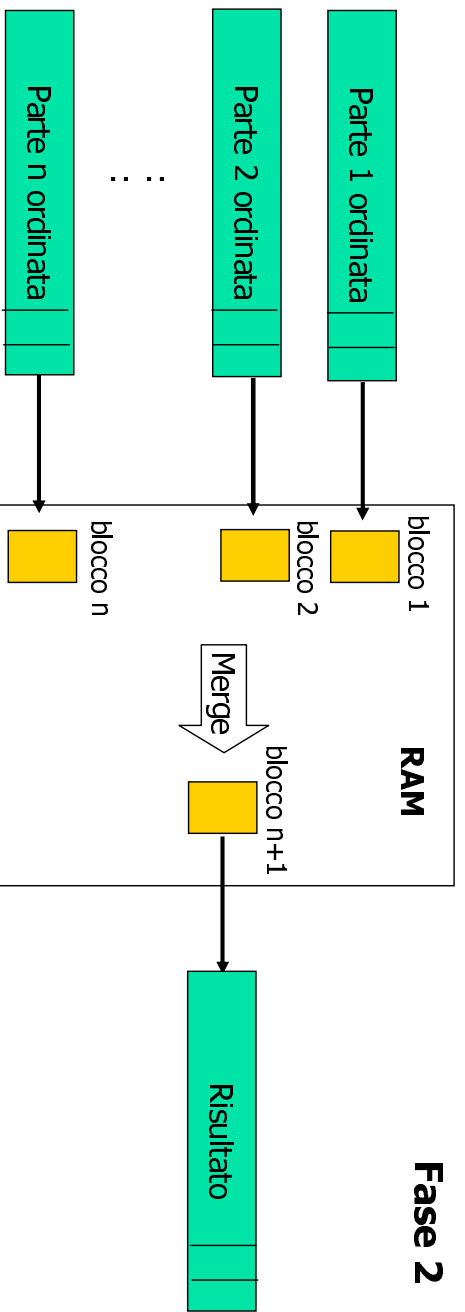 Fase 2
RAM
Parte 1 ordinata
blocco 1
Parte 2 ordinata
blocco 2
Merge
blocco n+1
Risultato
.. ..
Parte n ordinata
blocco n